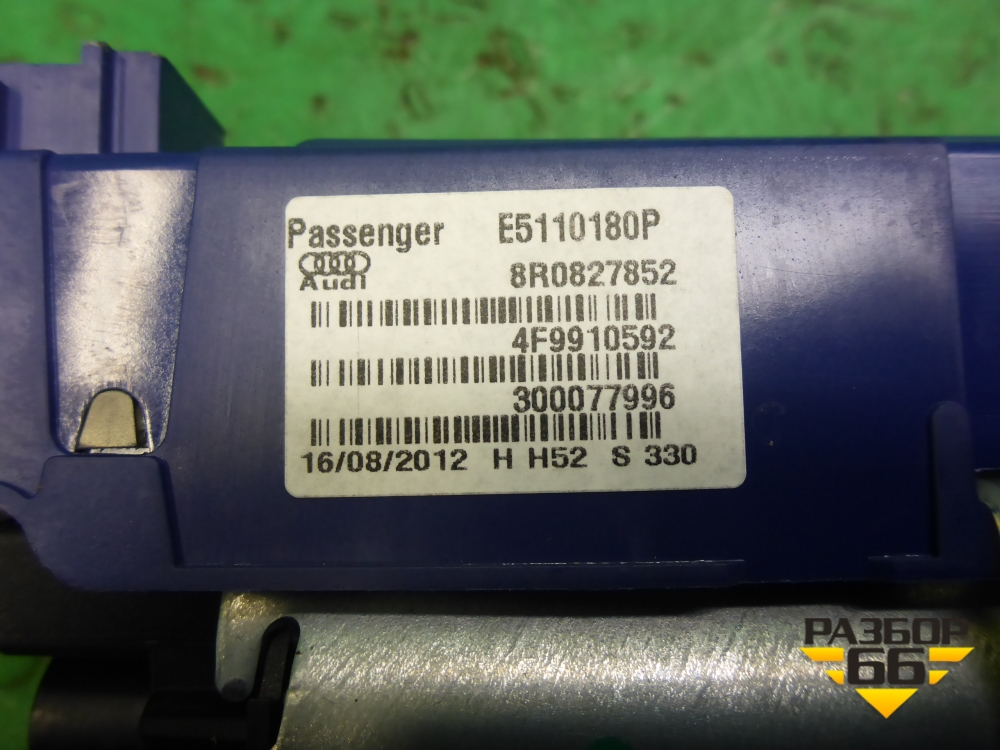 Passenger E5110180P
Audi 8R0827852
4F9910592
300077996
16/08/2012 H H52 S 330
РАЗБОР
66